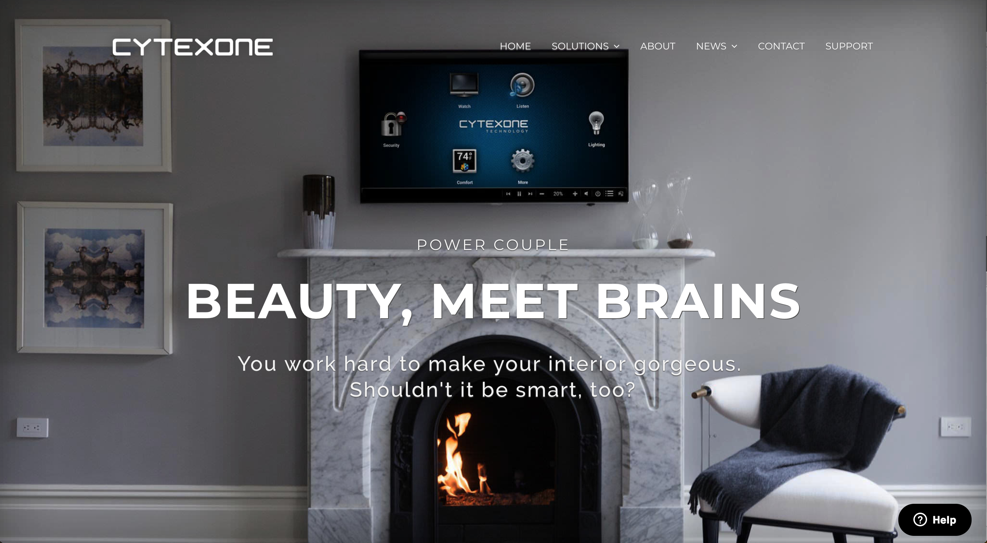 CYTEXONE
HOME SOLUTIONS ABOUT NEWS CONTACT SUPPORT
Watch Listen
Security
CYTEXONE
TECHNOLOGY
Lighting
74°
Comfort More
20%
POWER COUPLE
BEAUTY, MEET BRAINS
You work hard to make your interior gorgeous.
Shouldn't it be smart, too?
Help